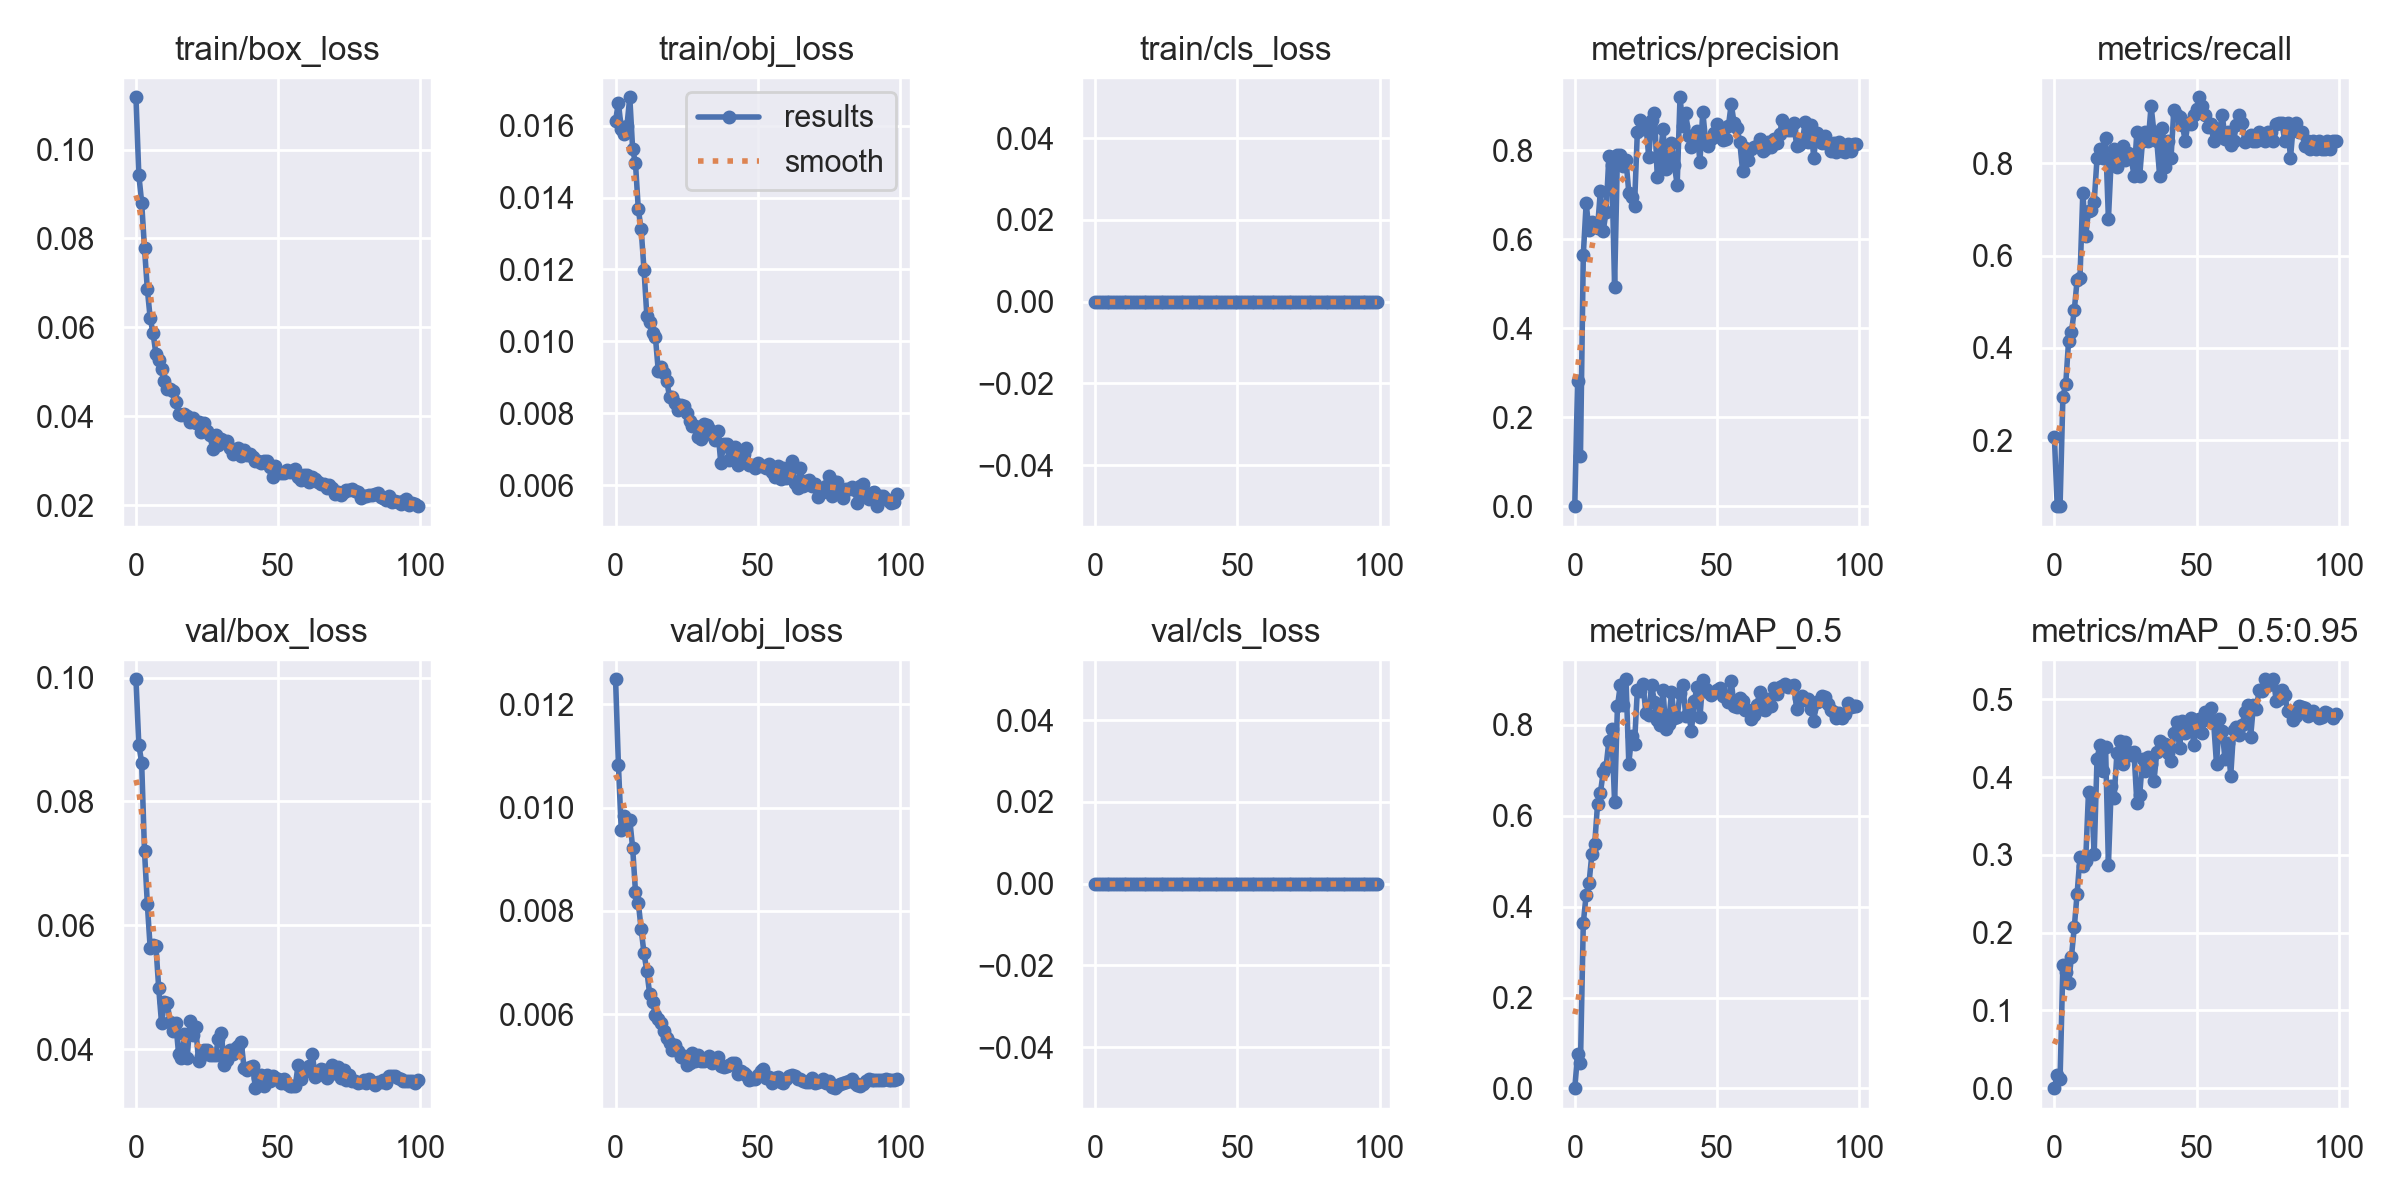 train/box_loss
0.10
0.08
0.06
0.04
0.02
0 50 100
train/obj_loss
results
smooth
0.016
0.014
0.012
0.010
0.008
0.006
0 50 100
train/cls_loss
0.04
0.02
0.00
−0.02
−0.04
0 50 100
metrics/precision
0.8
0.6
0.4
0.2
0.0
0 50 100
metrics/recall
0.8
0.6
0.4
0.2
0 50 100
val/box_loss
0.10
0.08
0.06
0.04
0 50 100
val/obj_loss
0.012
0.010
0.008
0.006
0 50 100
val/cls_loss
0.04
0.02
0.00
−0.02
−0.04
0 50 100
metrics/mAP_0.5
0.8
0.6
0.4
0.2
0.0
0 50 100
metrics/mAP_0.5:0.95
0.5
0.4
0.3
0.2
0.1
0.0
0 50 100